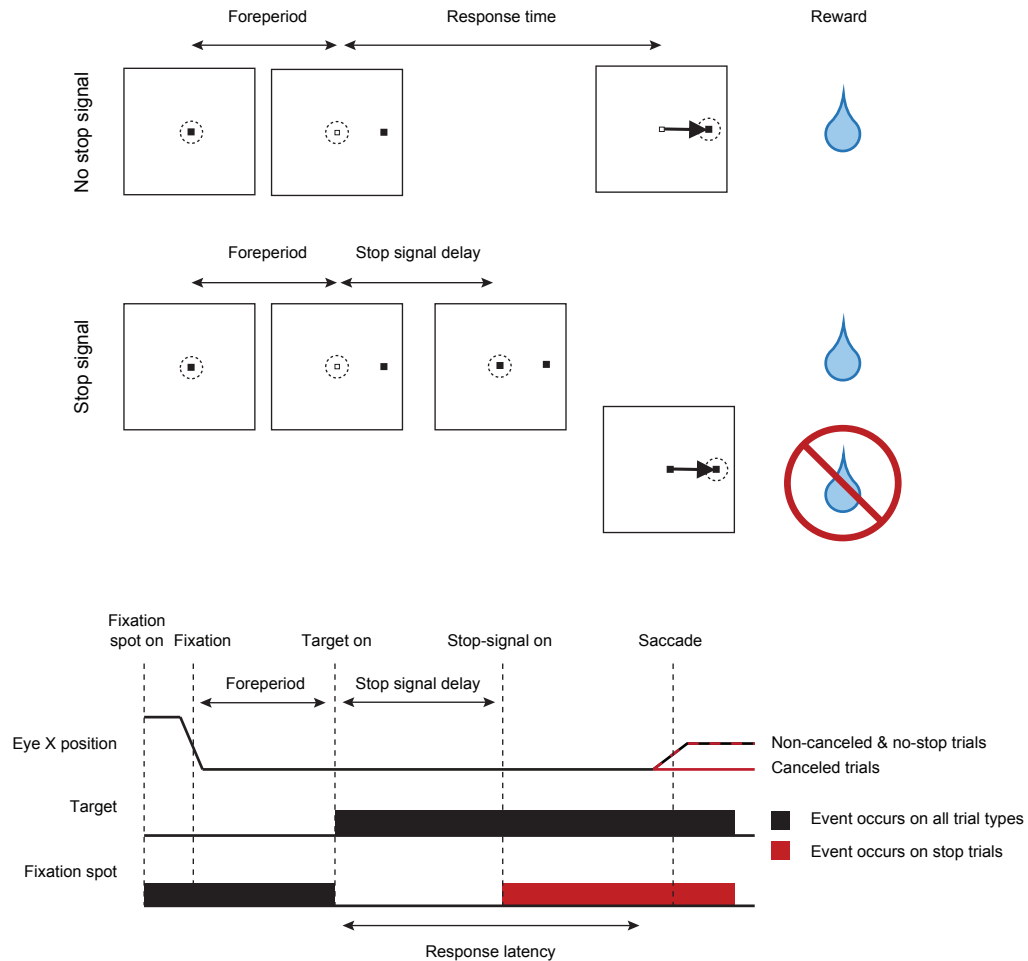 Foreperiod
Response time
Reward
No stop signal
Foreperiod
Stop signal delay
Stop signal
Fixation
spot on
Fixation
Target on
Stop-signal on
Saccade
Foreperiod
Stop signal delay
Eye X position
Non-canceled & no-stop trials
Canceled trials
Target
Event occurs on all trial types
Event occurs on stop trials
Fixation spot
Response latency